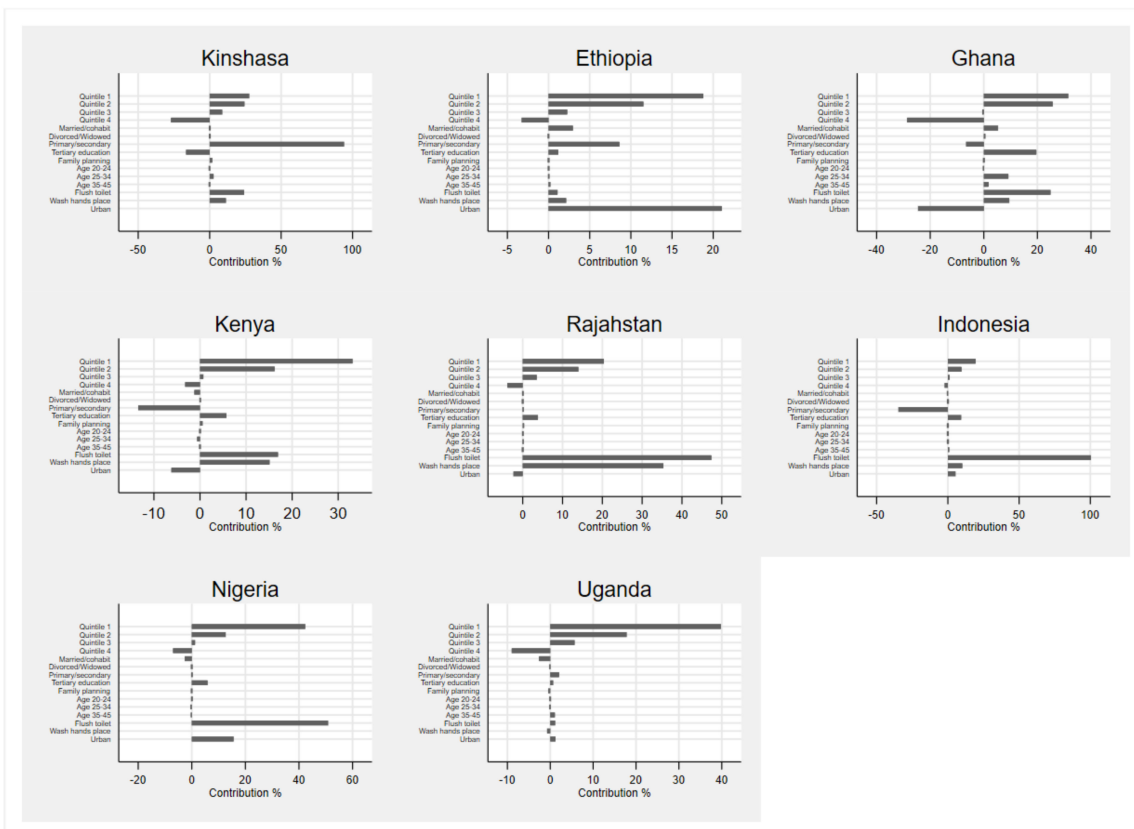 Kinshasa
Quintile 1
Quintile 2
Quintile 3
Quintile 4
Married/cohabit
Divorced/Widowed
Primary/secondary
Tertiary education
Family planning
Age 20-24
Age 25-34
Age 35-45
Flush toilet
Wash hands place
Urban
-50 0 50 100
Contribution %
Ethiopia
Quintile 1
Quintile 2
Quintile 3
Quintile 4
Married/cohabit
Divorced/Widowed
Primary/secondary
Tertiary education
Family planning
Age 20-24
Age 25-34
Age 35-45
Flush toilet
Wash hands place
Urban
-5 0 5 10 15 20
Contribution %
Ghana
Quintile 1
Quintile 2
Quintile 3
Quintile 4
Married/cohabit
Divorced/Widowed
Primary/secondary
Tertiary education
Family planning
Age 20-24
Age 25-34
Age 35-45
Flush toilet
Wash hands place
Urban
-40 -20 0 20 40
Contribution %
Kenya
Quintile 1
Quintile 2
Quintile 3
Quintile 4
Married/cohabit
Divorced/Widowed
Primary/secondary
Tertiary education
Family planning
Age 20-24
Age 25-34
Age 35-45
Flush toilet
Wash hands place
Urban
-10 0 10 20 30
Contribution %
Rajahstan
Quintile 1
Quintile 2
Quintile 3
Quintile 4
Married/cohabit
Divorced/Widowed
Primary/secondary
Tertiary education
Family planning
Age 20-24
Age 25-34
Age 35-45
Flush toilet
Wash hands place
Urban
0 10 20 30 40 50
Contribution %
Indonesia
Quintile 1
Quintile 2
Quintile 3
Quintile 4
Married/cohabit
Divorced/Widowed
Primary/secondary
Tertiary education
Family planning
Age 20-24
Age 25-34
Age 35-45
Flush toilet
Wash hands place
Urban
-50 0 50 100
Contribution %
Nigeria
Quintile 1
Quintile 2
Quintile 3
Quintile 4
Married/cohabit
Divorced/Widowed
Primary/secondary
Tertiary education
Family planning
Age 20-24
Age 25-34
Age 35-45
Flush toilet
Wash hands place
Urban
-20 0 20 40 60
Contribution %
Uganda
Quintile 1
Quintile 2
Quintile 3
Quintile 4
Married/cohabit
Divorced/Widowed
Primary/secondary
Tertiary education
Family planning
Age 20-24
Age 25-34
Age 35-45
Flush toilet
Wash hands place
Urban
-10 0 10 20 30 40
Contribution %